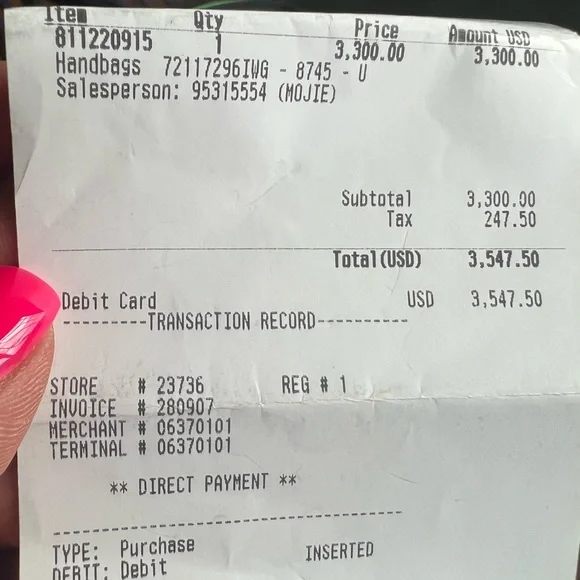 Item Qty Price Amount USD
811220915 1 3,300.00 3,300.00
Handbags 72117296IWG - 8745 - U
Salesperson: 95315554 (MOJIE)
Subtotal 3,300.00
Tax 247.50
Total(USD) 3,547.50
Debit Card USD 3,547.50
---------TRANSACTION RECORD----------
STORE # 23736 REG # 1
INVOICE # 280907
MERCHANT # 06370101
TERMINAL # 06370101
** DIRECT PAYMENT **
TYPE: Purchase INSERTED
DEBIT: Debit